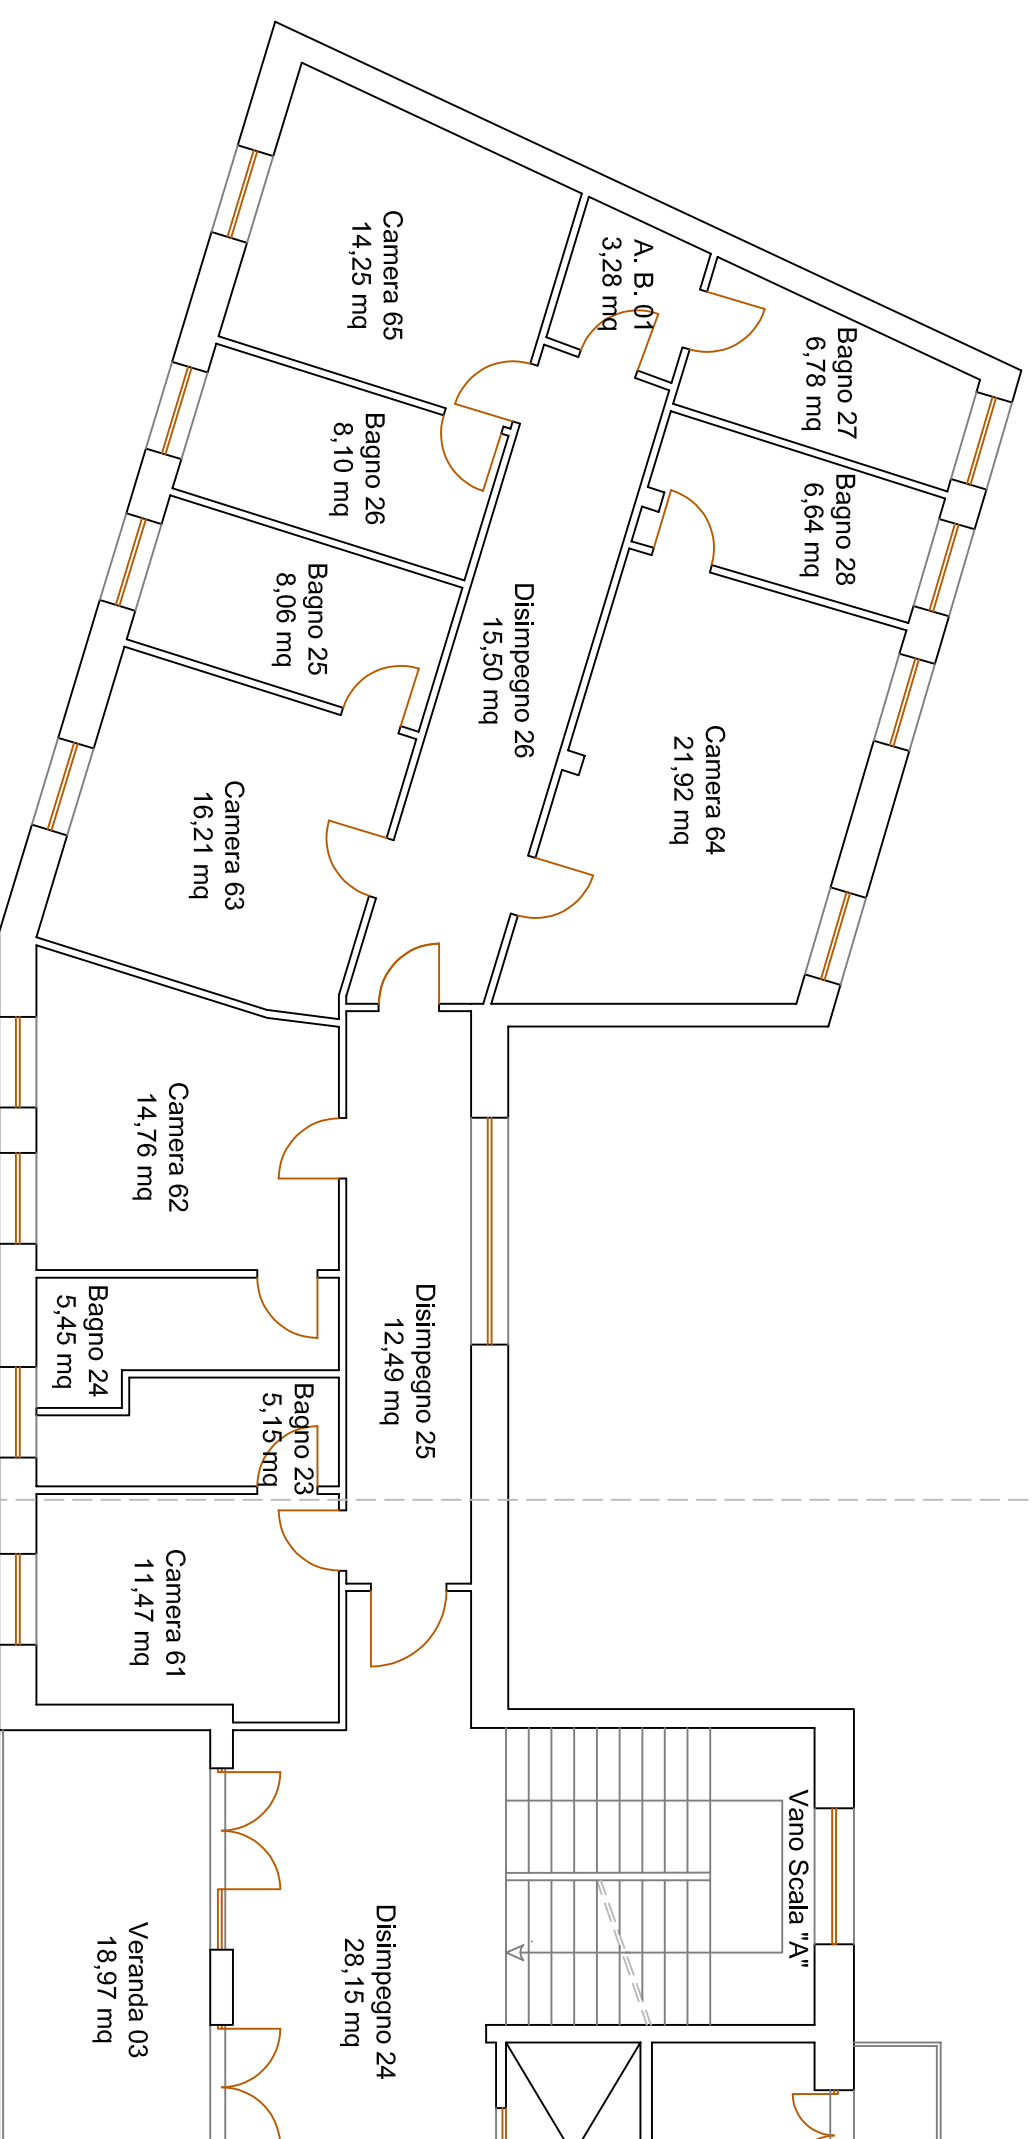 Camera 65
14,25 mq
A. B. 01
3,28 mq
Bagno 27
6,78 mq
Bagno 26
8,10 mq
Bagno 28
6,64 mq
Bagno 25
8,06 mq
Disimpegno 26
15,50 mq
Camera 64
21,92 mq
Camera 63
16,21 mq
Camera 62
14,76 mq
Bagno 24
5,45 mq
Disimpegno 25
12,49 mq
Bagno 23
5,15 mq
Camera 61
11,47 mq
Vano Scala "A"
Disimpegno 24
28,15 mq
Veranda 03
18,97 mq